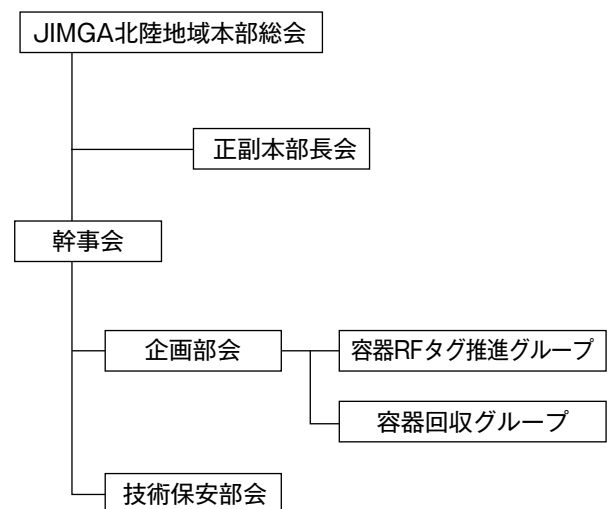 JIMGA北陸地域本部総会
正副本部長会
幹事会
企画部会
容器RFタグ推進グループ
容器回収グループ
技術保安部会